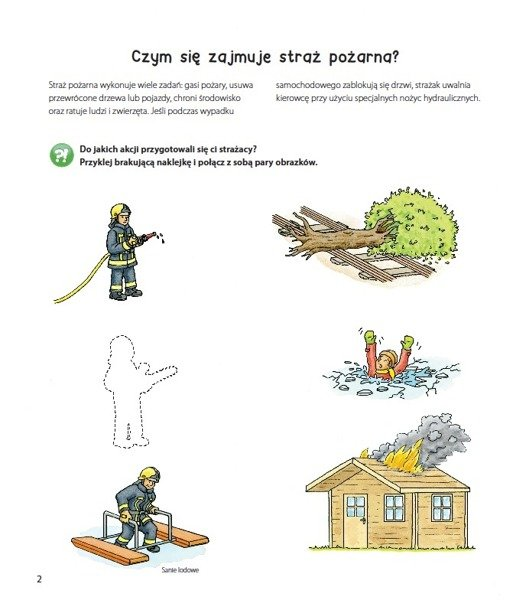 Czym się zajmuje straż pożarna?
Straż pożarna wykonuje wiele zadań: gasi pożary, usuwa
przewrócone drzewa lub pojazdy, chroni środowisko
oraz ratuje ludzi i zwierzęta. Jeśli podczas wypadku
samochodowego zablokują się drzwi, strażak uwalnia
kierowcę przy użyciu specjalnych nożyc hydraulicznych.
?!
Do jakich akcji przygotowali się ci strażacy?
Przyklej brakującą naklejkę i połącz z sobą pary obrazków.
Sanie lodowe
2